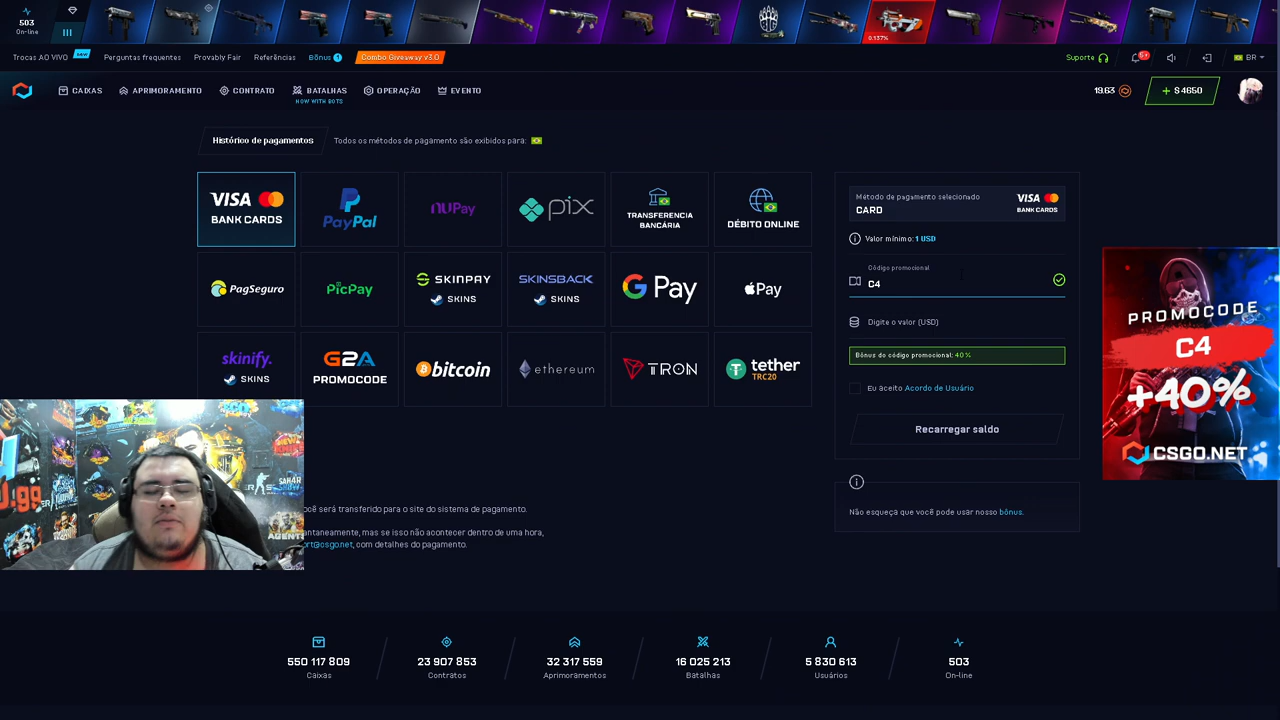 503
On-line
0.137%
Trocas AO VIVO
Perguntas frequentes
Provably Fair
Referências
Bônus
Combo Giveaway v3.0
Suporte
5+
BR
CAIXAS
APRIMORAMENTO
CONTRATO
BATALHAS
NOW WITH BOTS
OPERAÇÃO
EVENTO
19.63
+ $ 4650
Histórico de pagamentos
Todos os métodos de pagamento são exibidos para:
VISA
BANK CARDS
PayPal
nuPay
pix
TRANSFERENCIA
BANCÁRIA
DÉBITO ONLINE
PagSeguro
PicPay
SKINPAY
SKINS
SKINSBACK
SKINS
G Pay
Pay
skinify.
SKINS
G2A
PROMOCODE
bitcoin
ethereum
TRON
tether
TRC20
Método de pagamento selecionado
CARD
VISA
BANK CARDS
Valor mínimo: 1 USD
Código promocional
C4
Digite o valor (USD)
Bônus do código promocional: 40%
Eu aceito Acordo de Usuário
Recarregar saldo
Não esqueça que você pode usar nosso bônus.
PROMOCODE
C4
+40%
CSGO.NET
ocê será transferido para o site do sistema de pagamento.
antaneamente, mas se isso não acontecer dentro de uma hora,
ort@csgo.net, com detalhes do pagamento.
550 117 809
Caixas
23 907 853
Contratos
32 317 559
Aprimoramentos
16 025 213
Batalhas
5 830 613
Usuários
503
On-line